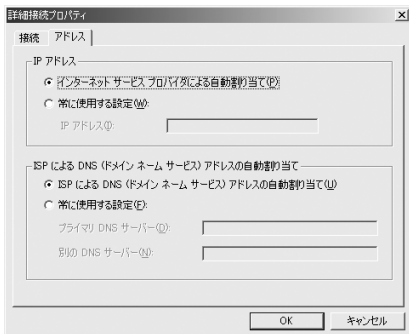 詳細接続プロパティ
接続 アドレス
IP アドレス
インターネット サービス プロバイダによる自動割り当て(P)
常に使用する設定(W):
IP アドレス(I):
ISP による DNS (ドメイン ネーム サービス) アドレスの自動割り当て
ISP による DNS (ドメイン ネーム サービス) アドレスの自動割り当て(U)
常に使用する設定(F):
プライマリ DNS サーバー(D):
別の DNS サーバー(N):
OK キャンセル